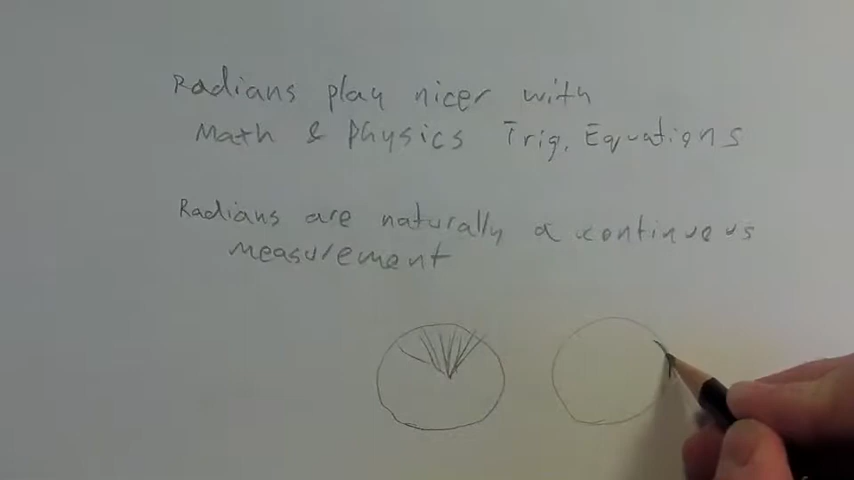 Radians play nicer with
Math & Physics Trig. Equations
Radians are naturally a continuous
measurement